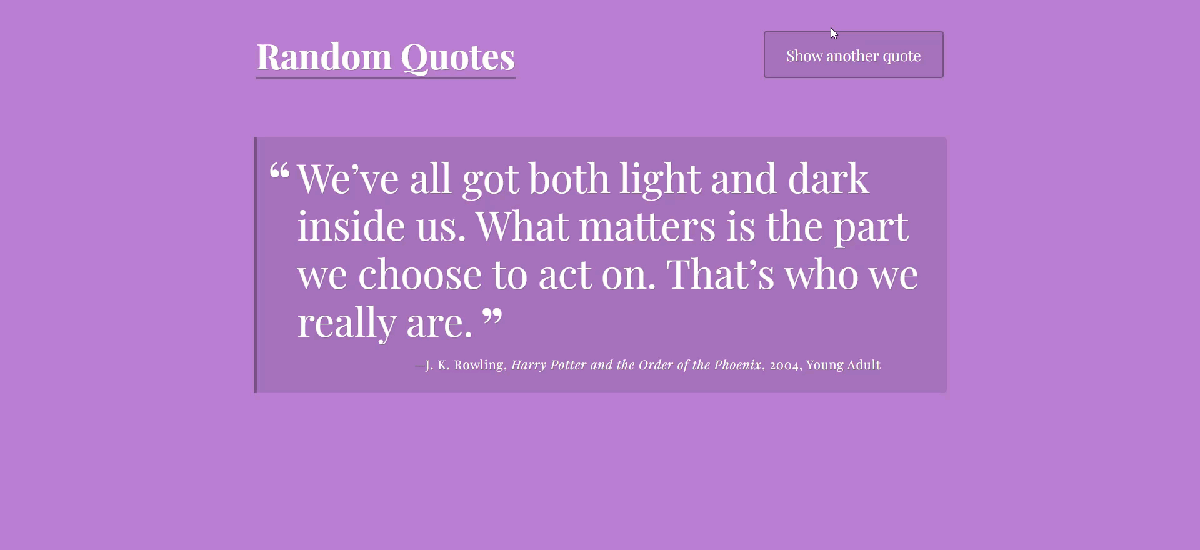 Random Quotes
Show another quote
“We’ve all got both light and dark
inside us. What matters is the part
we choose to act on. That’s who we
really are.”
—J. K. Rowling, Harry Potter and the Order of the Phoenix, 2004, Young Adult